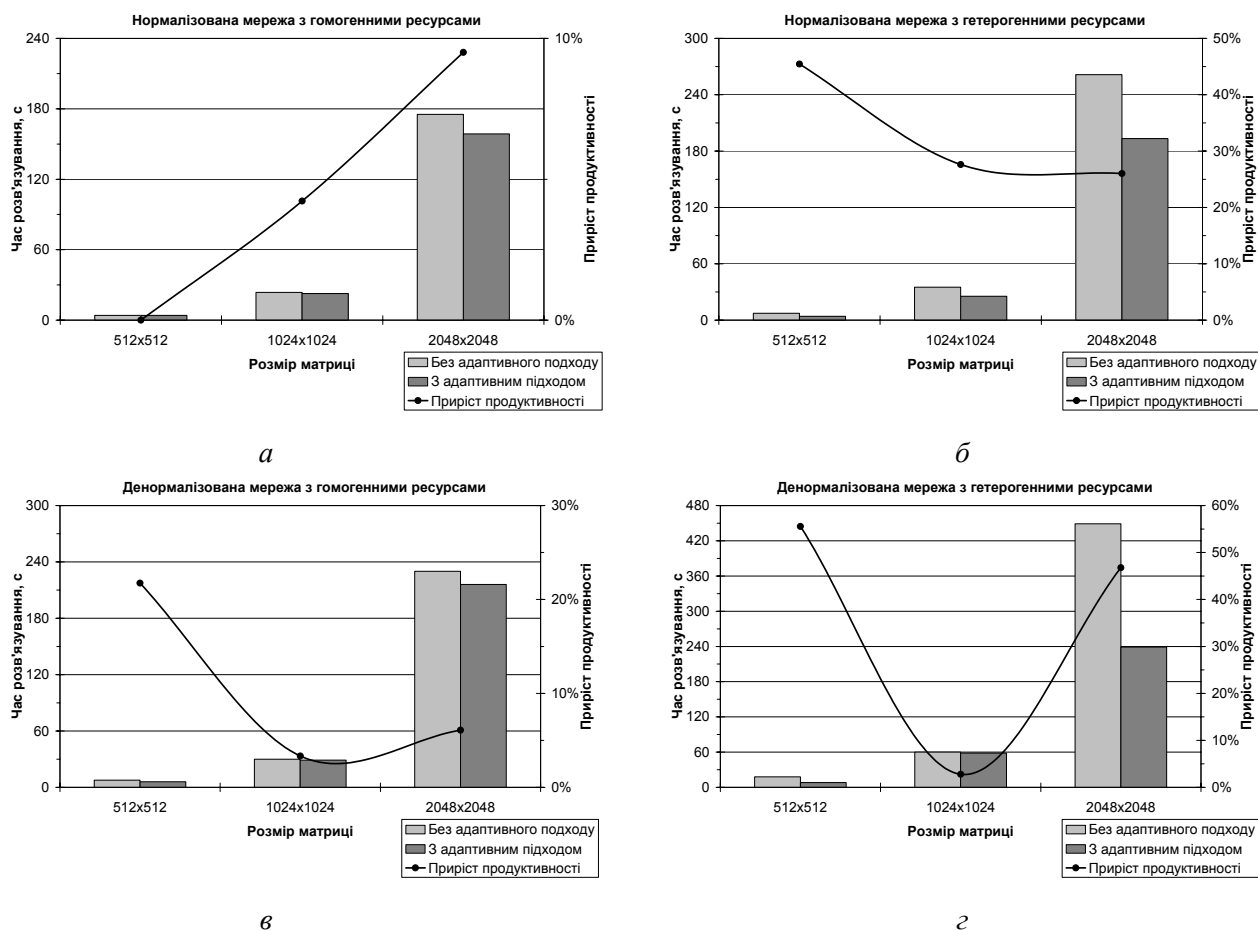 Нормалізована мережа з гомогенними ресурсами
240
180
120
60
0
10%
0%
Час розв'язування, с
Приріст продуктивності
512x512
1024x1024
2048x2048
Розмір матриці
Без адаптивного подходу
З адаптивним підходом
Приріст продуктивності
а
Нормалізована мережа з гетерогенними ресурсами
300
240
180
120
60
0
50%
40%
30%
20%
10%
0%
Час розв'язування, с
Приріст продуктивності
512x512
1024x1024
2048x2048
Розмір матриці
Без адаптивного подходу
З адаптивним підходом
Приріст продуктивності
б
Денормалізована мережа з гомогенними ресурсами
300
240
180
120
60
0
30%
20%
10%
0%
Час розв'язування, с
Приріст продуктивності
512x512
1024x1024
2048x2048
Розмір матриці
Без адаптивного подходу
З адаптивним підходом
Приріст продуктивності
в
Денормалізована мережа з гетерогенними ресурсами
480
420
360
300
240
180
120
60
0
60%
50%
40%
30%
20%
10%
0%
Час розв'язування, с
Приріст продуктивності
512x512
1024x1024
2048x2048
Розмір матриці
Без адаптивного подходу
З адаптивним підходом
Приріст продуктивності
г